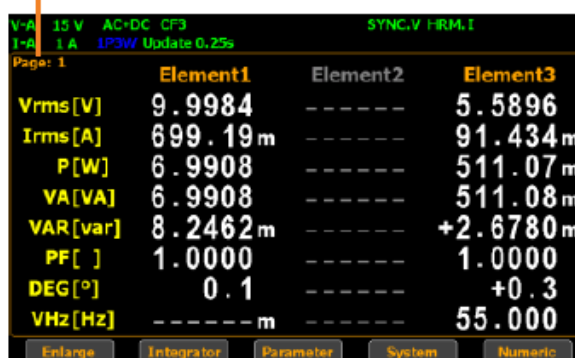 V-A 15 V AC+DC CF3 SYNC.V HRM.I
I-A 1 A 1P3W Update 0.25s
Page: 1
Element1 Element2 Element3
Vrms[V] 9.9984 ------ 5.5896
Irms[A] 699.19m ------ 91.434m
P[W] 6.9908 ------ 511.07m
VA[VA] 6.9908 ------ 511.08m
VAR[var] 8.2462m ------ +2.6780m
PF[ ] 1.0000 ------ 1.0000
DEG[°] 0.1 ------ +0.3
VHz[Hz] ------m ------ 55.000
Enlarge Integrator Parameter System Numeric